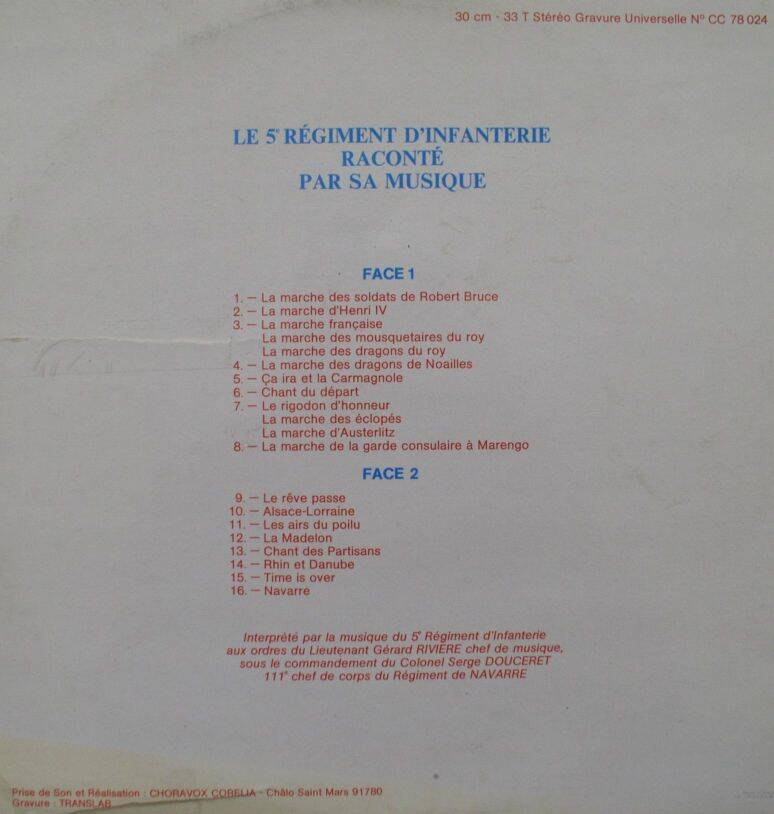 30 cm - 33 T Stéréo Gravure Universelle Nº CC 78 024
LE 5e RÉGIMENT D'INFANTERIE
RACONTÉ
PAR SA MUSIQUE
FACE 1
1. — La marche des soldats de Robert Bruce
2. — La marche d'Henri IV
3. — La marche française
La marche des mousquetaires du roy
La marche des dragons du roy
4. — La marche des dragons de Noailles
5. — Ça ira et la Carmagnole
6. — Chant du départ
7. — Le rigodon d'honneur
La marche des éclopés
La marche d'Austerlitz
8. — La marche de la garde consulaire à Marengo
FACE 2
9. — Le rêve passe
10. — Alsace-Lorraine
11. — Les airs du poilu
12. — La Madelon
13. — Chant des Partisans
14. — Rhin et Danube
15. — Time is over
16. — Navarre
Interprété par la musique du 5e Régiment d'Infanterie
aux ordres du Lieutenant Gérard RIVIERE chef de musique,
sous le commandement du Colonel Serge DOUCERET
111e chef de corps du Régiment de NAVARRE
Prise de Son et Réalisation : CHORAVOX COBELIA - Châlo Saint Mars 91780
Gravure : TRANSLAB